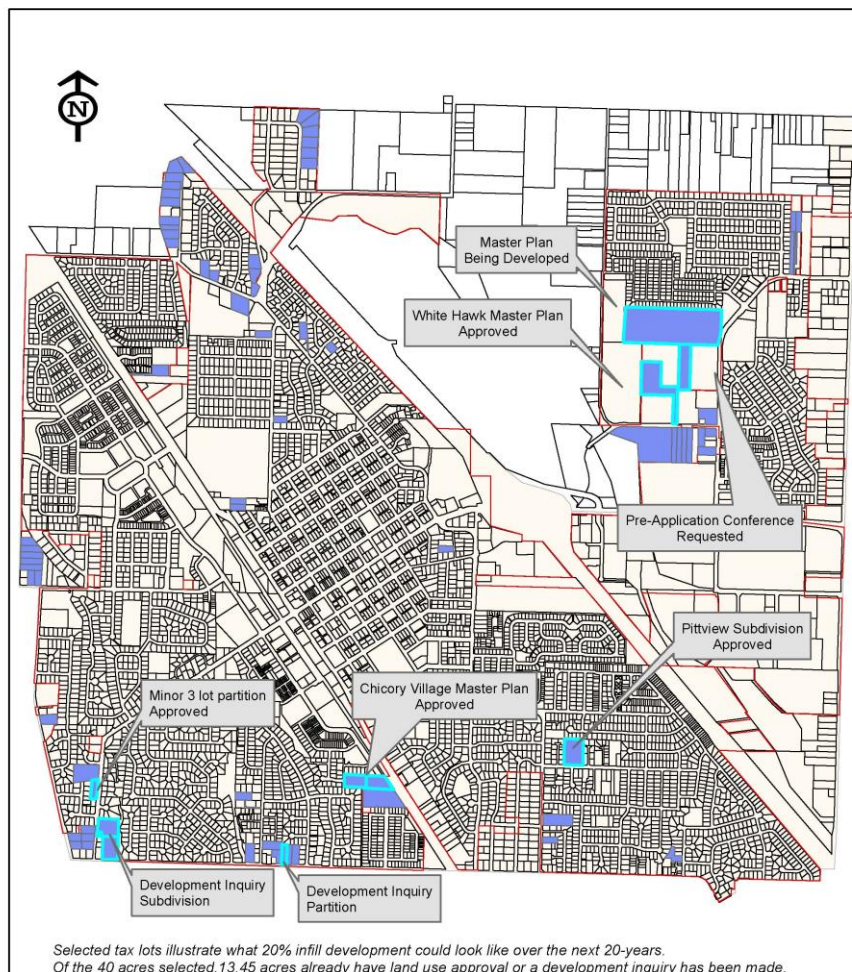 N
Master Plan
Being Developed
White Hawk Master Plan
Approved
Pre-Application Conference
Requested
Pittview Subdivision
Approved
Minor 3 lot partition
Approved
Chicory Village Master Plan
Approved
Development Inquiry
Subdivision
Development Inquiry
Partition
Selected tax lots illustrate what 20% infill development could look like over the next 20-years.
Of the 40 acres selected,13.45 acres already have land use approval or a development inquiry has been made.